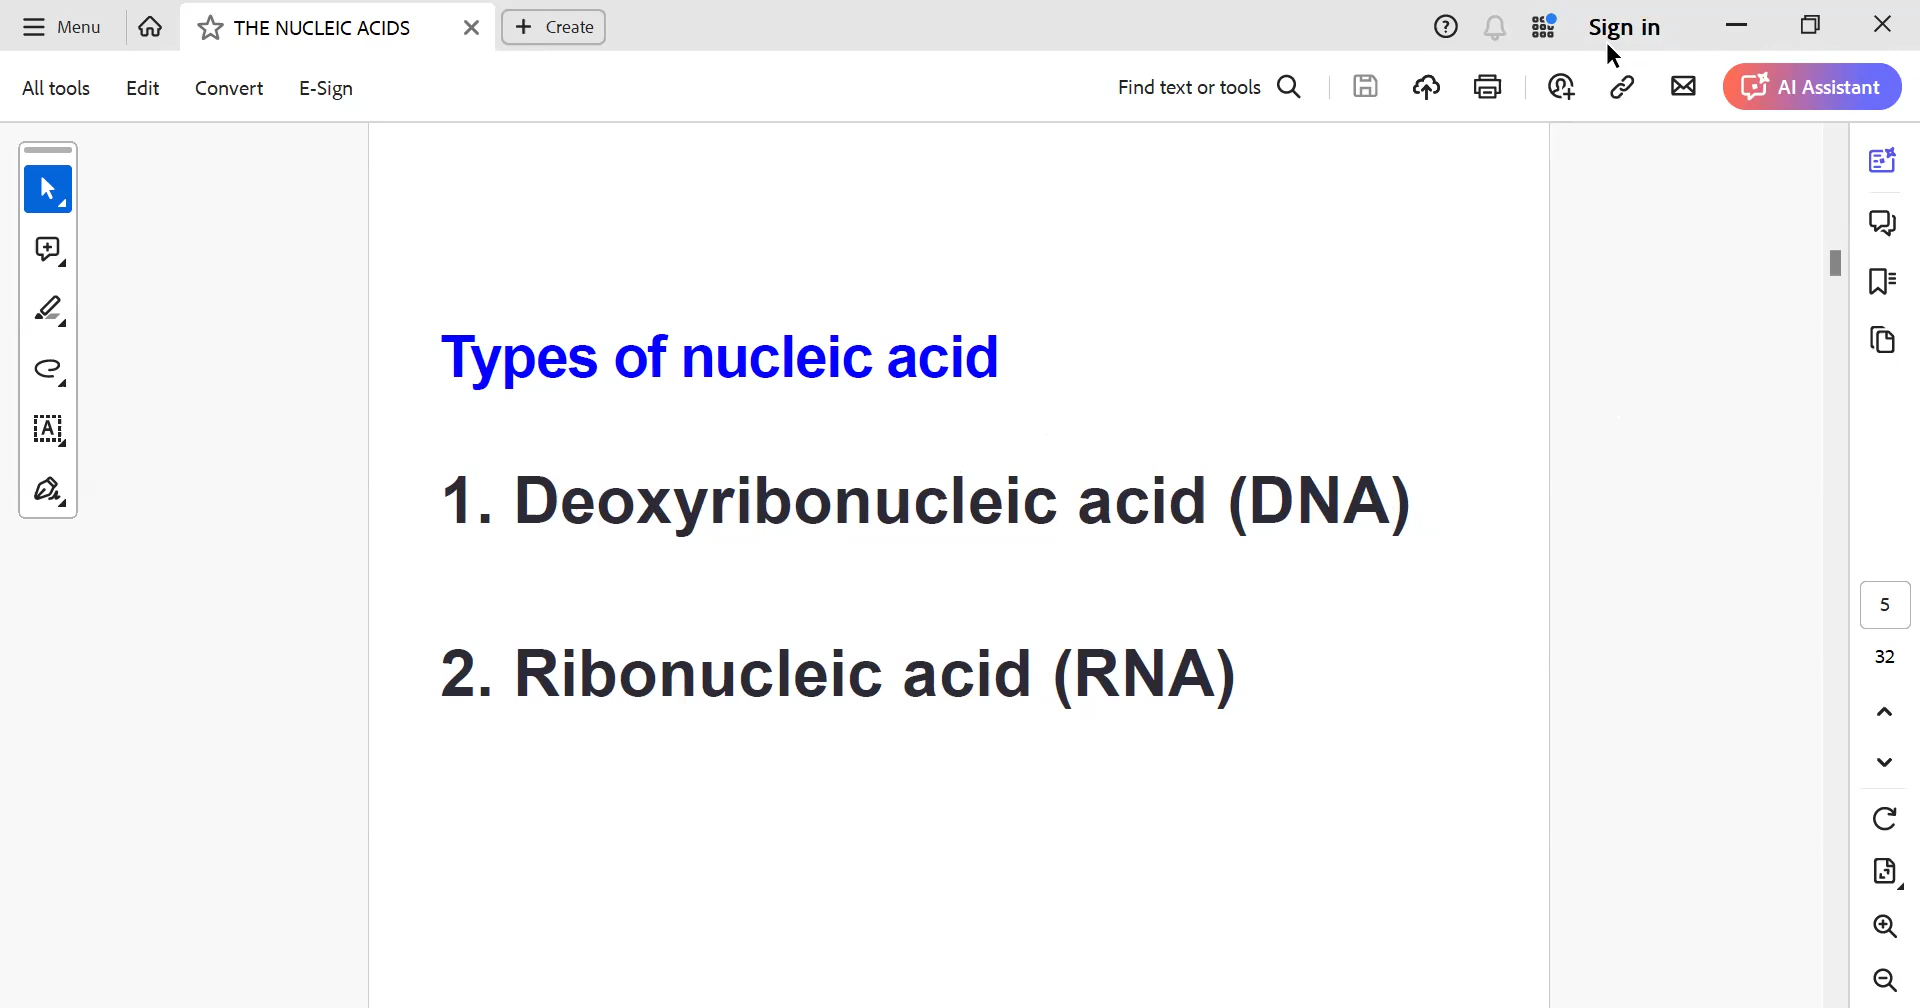 Menu
THE NUCLEIC ACIDS
Create
Sign in
All tools
Edit
Convert
E-Sign
Find text or tools
AI Assistant
Types of nucleic acid
1. Deoxyribonucleic acid (DNA)
2. Ribonucleic acid (RNA)
5
32